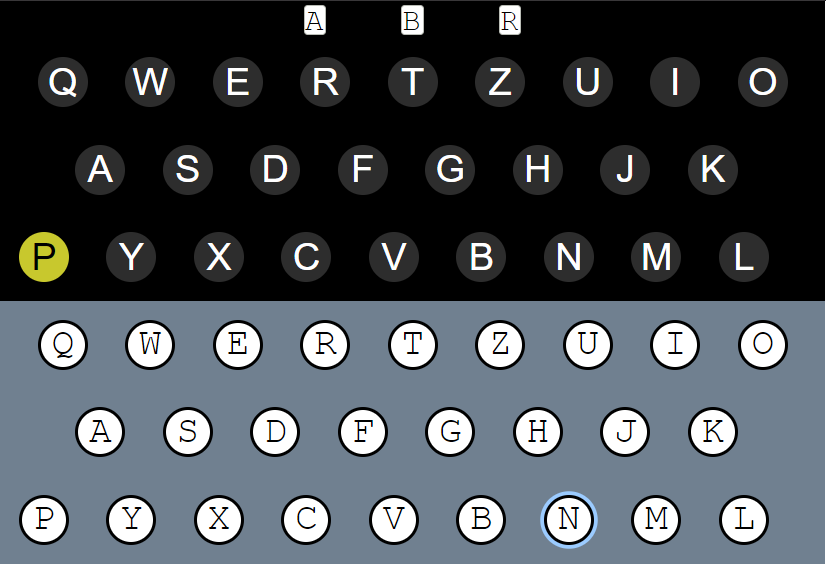 A B R
Q W E R T Z U I O
A S D F G H J K
P Y X C V B N M L
Q W E R T Z U I O
A S D F G H J K
P Y X C V B N M L